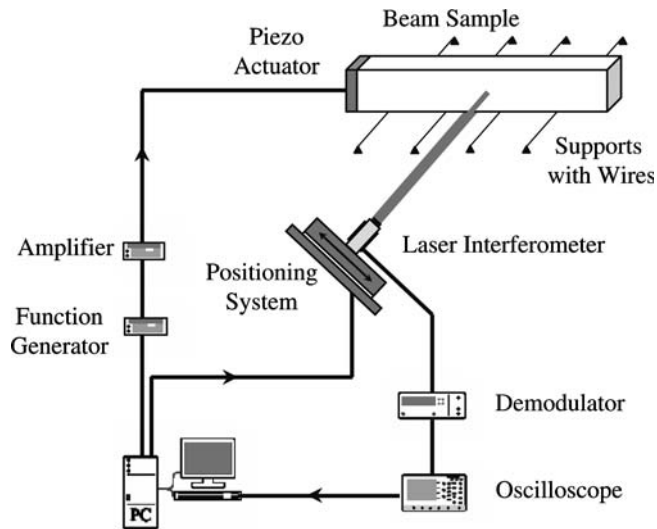 Beam Sample
Piezo
Actuator
Supports
with Wires
Laser Interferometer
Amplifier
Positioning
System
Function
Generator
Demodulator
Oscilloscope
PC